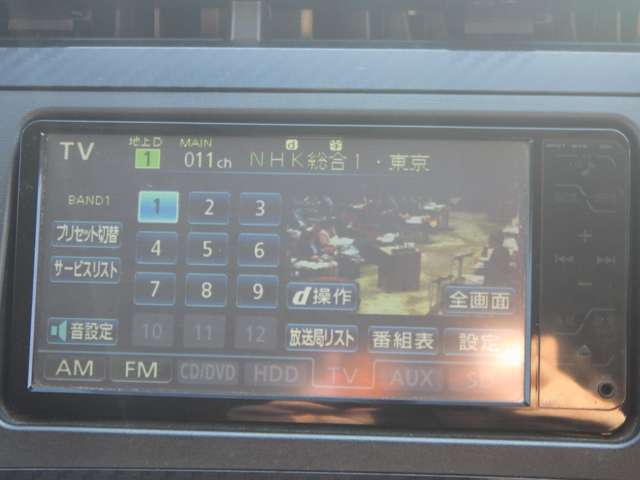 TV 地上D 1 MAIN 011ch d NHK総合1・東京
BAND1 1 2 3
プリセット切替 4 5 6
サービスリスト 7 8 9 d操作 全画面
音設定 10 11 12 放送局リスト 番組表 設定
AM FM CD/DVD HDD TV AUX